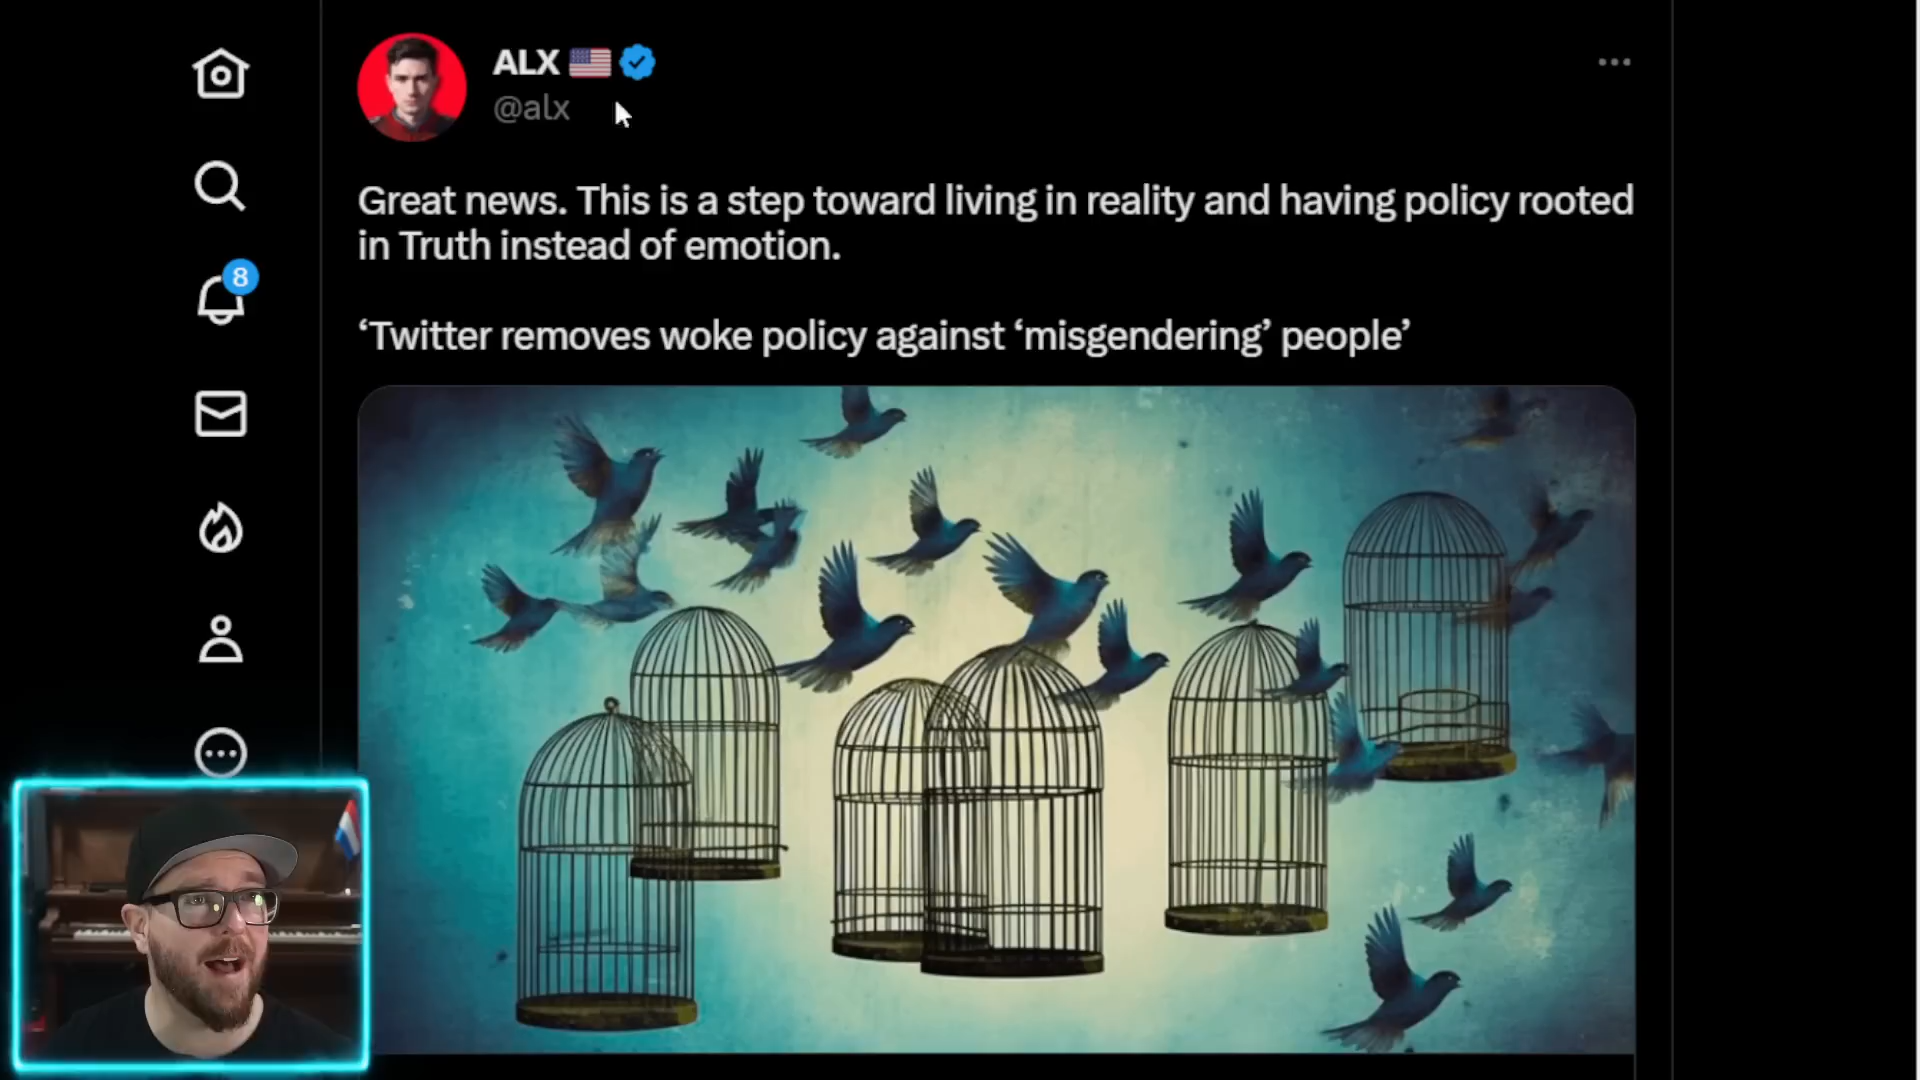 ALX
@alx
Great news. This is a step toward living in reality and having policy rooted
in Truth instead of emotion.
‘Twitter removes woke policy against ‘misgendering’ people’
8